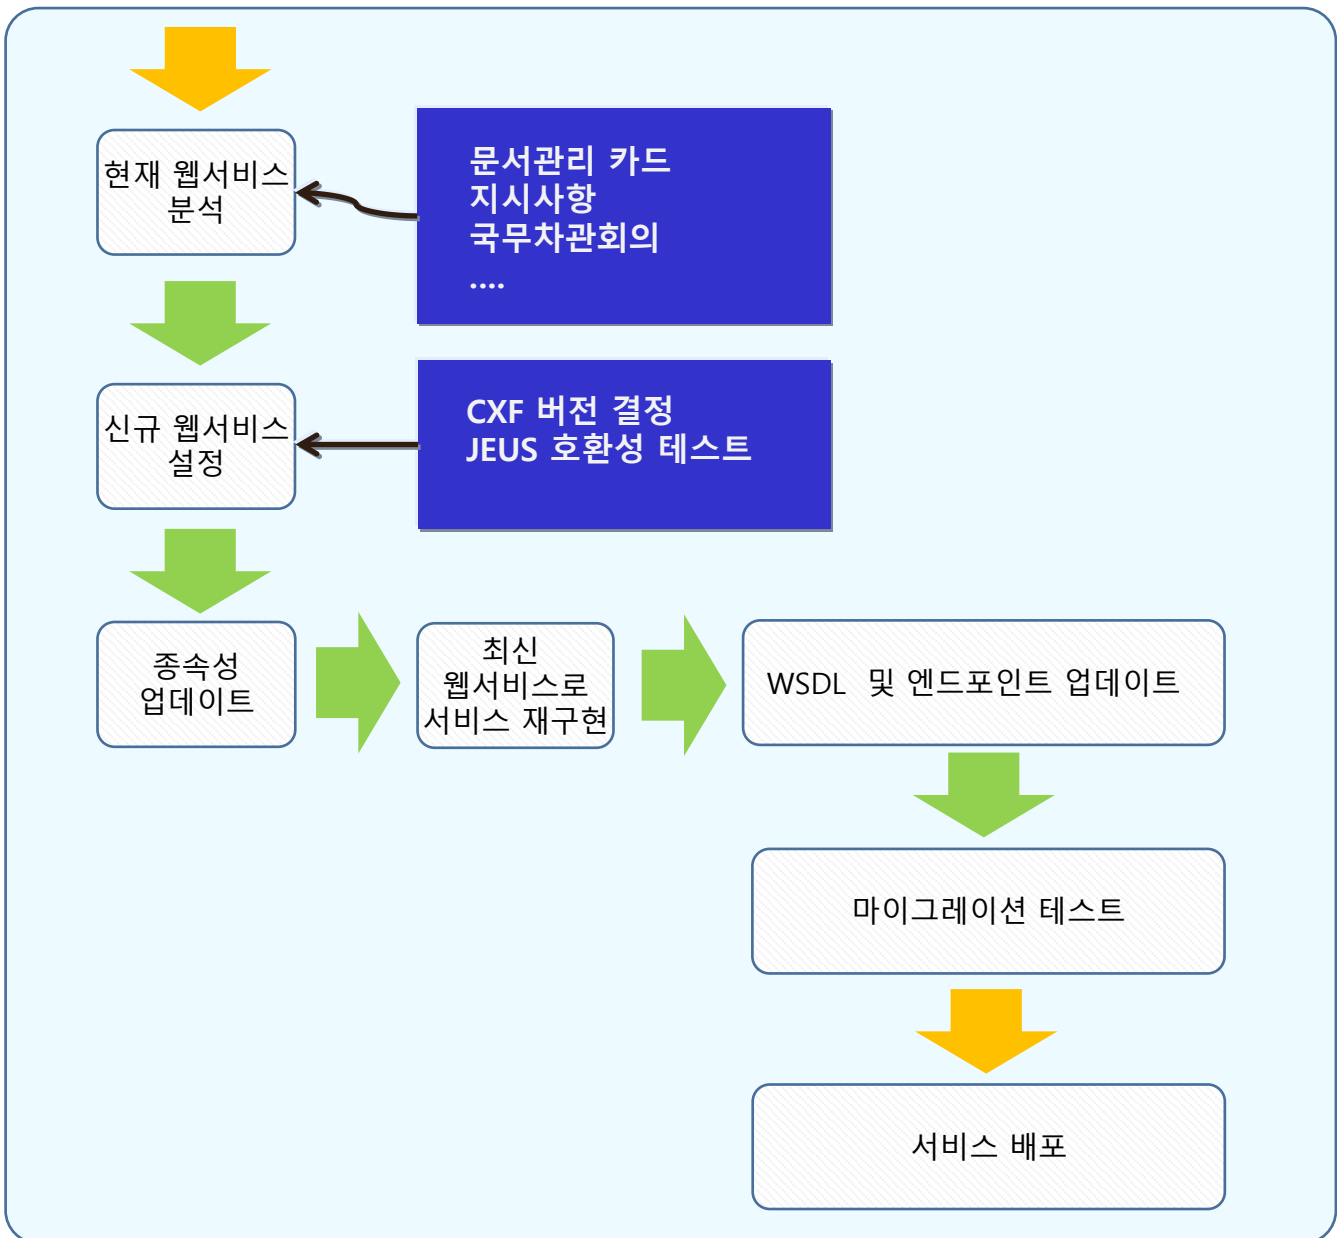 현재 웹서비스
분석
문서관리 카드
지시사항
국무차관회의
....
신규 웹서비스
설정
CXF 버전 결정
JEUS 호환성 테스트
종속성
업데이트
최신
웹서비스로
서비스 재구현
WSDL 및 엔드포인트 업데이트
마이그레이션 테스트
서비스 배포